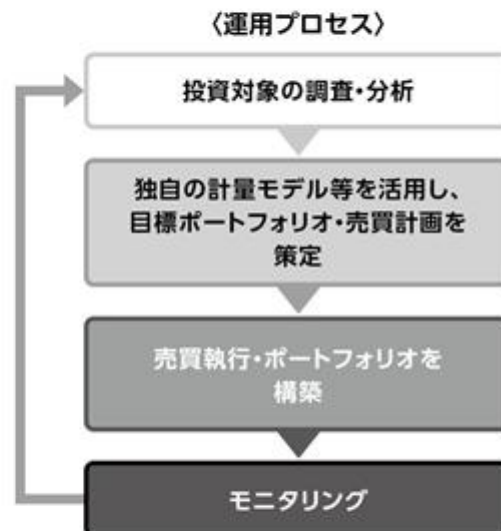 〈運用プロセス〉
投資対象の調査・分析
独自の計量モデル等を活用し、
目標ポートフォリオ・売買計画を
策定
売買執行・ポートフォリオを
構築
モニタリング